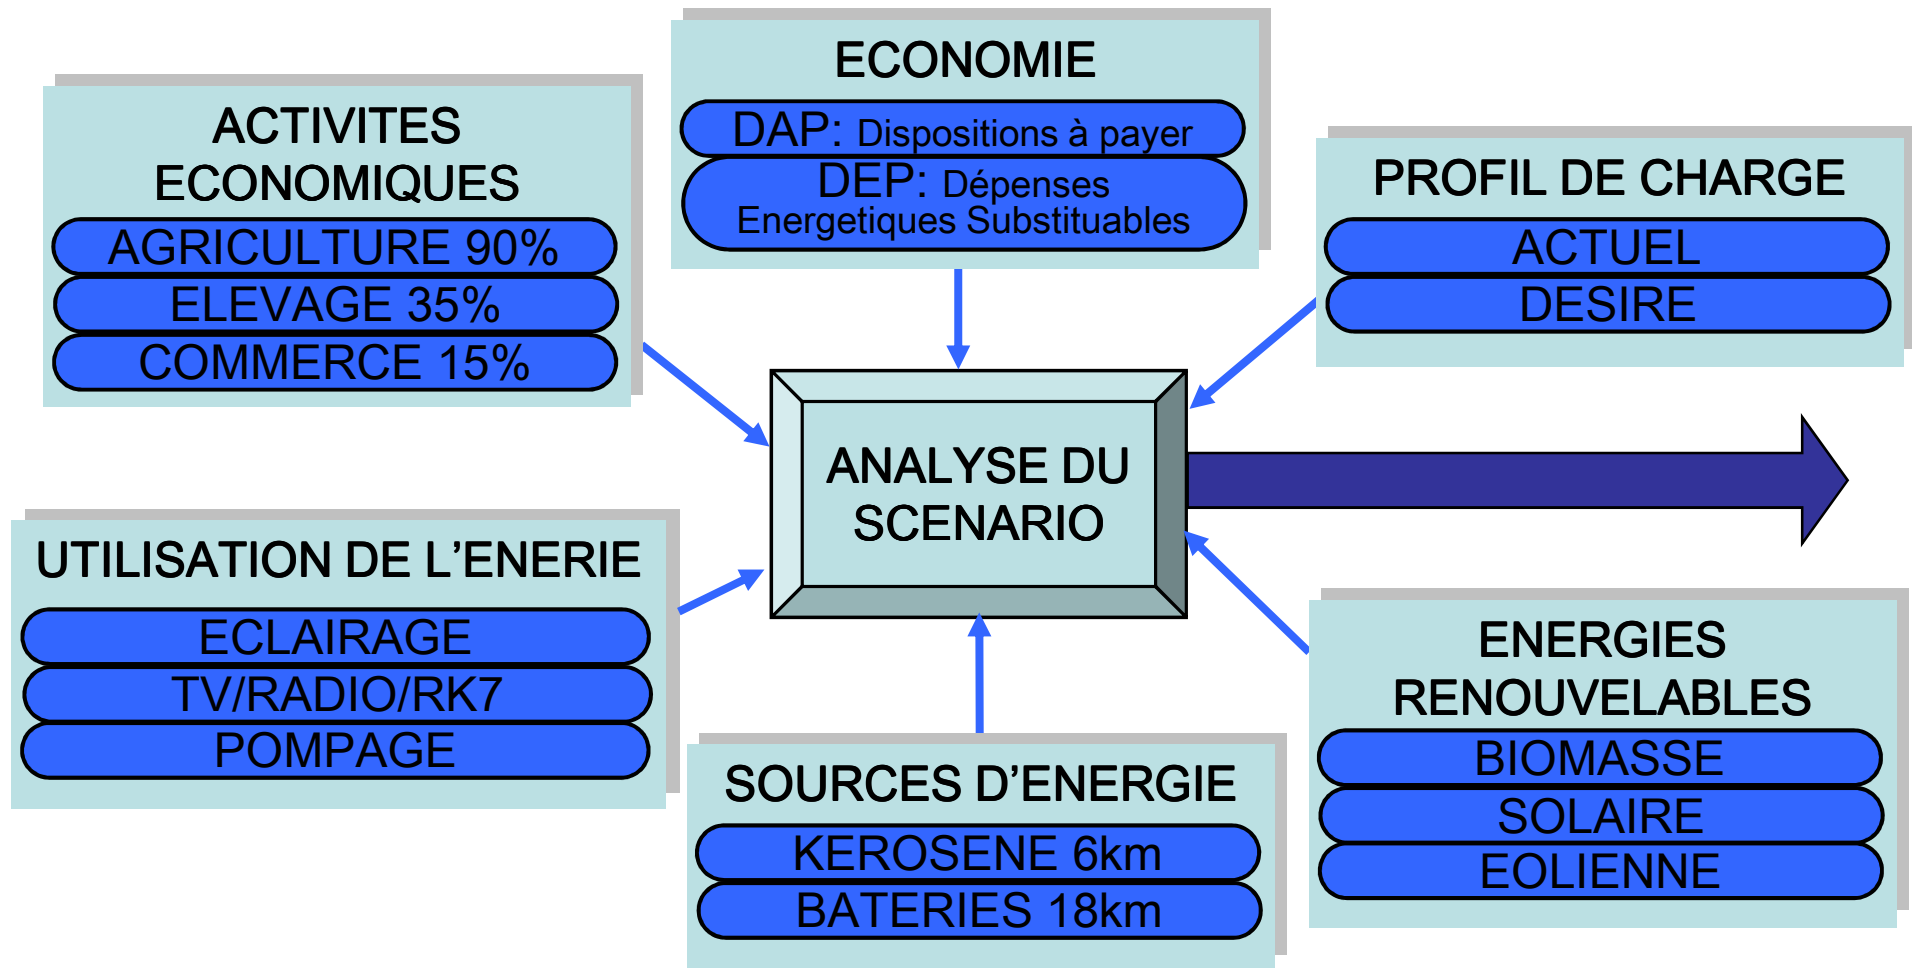 ECONOMIE
DAP: Dispositions à payer
DEP: Dépenses
Energetiques Substituables
ACTIVITES
ECONOMIQUES
AGRICULTURE 90%
ELEVAGE 35%
COMMERCE 15%
PROFIL DE CHARGE
ACTUEL
DESIRE
ANALYSE DU
SCENARIO
UTILISATION DE L’ENERIE
ECLAIRAGE
TV/RADIO/RK7
POMPAGE
SOURCES D’ENERGIE
KEROSENE 6km
BATERIES 18km
ENERGIES
RENOUVELABLES
BIOMASSE
SOLAIRE
EOLIENNE